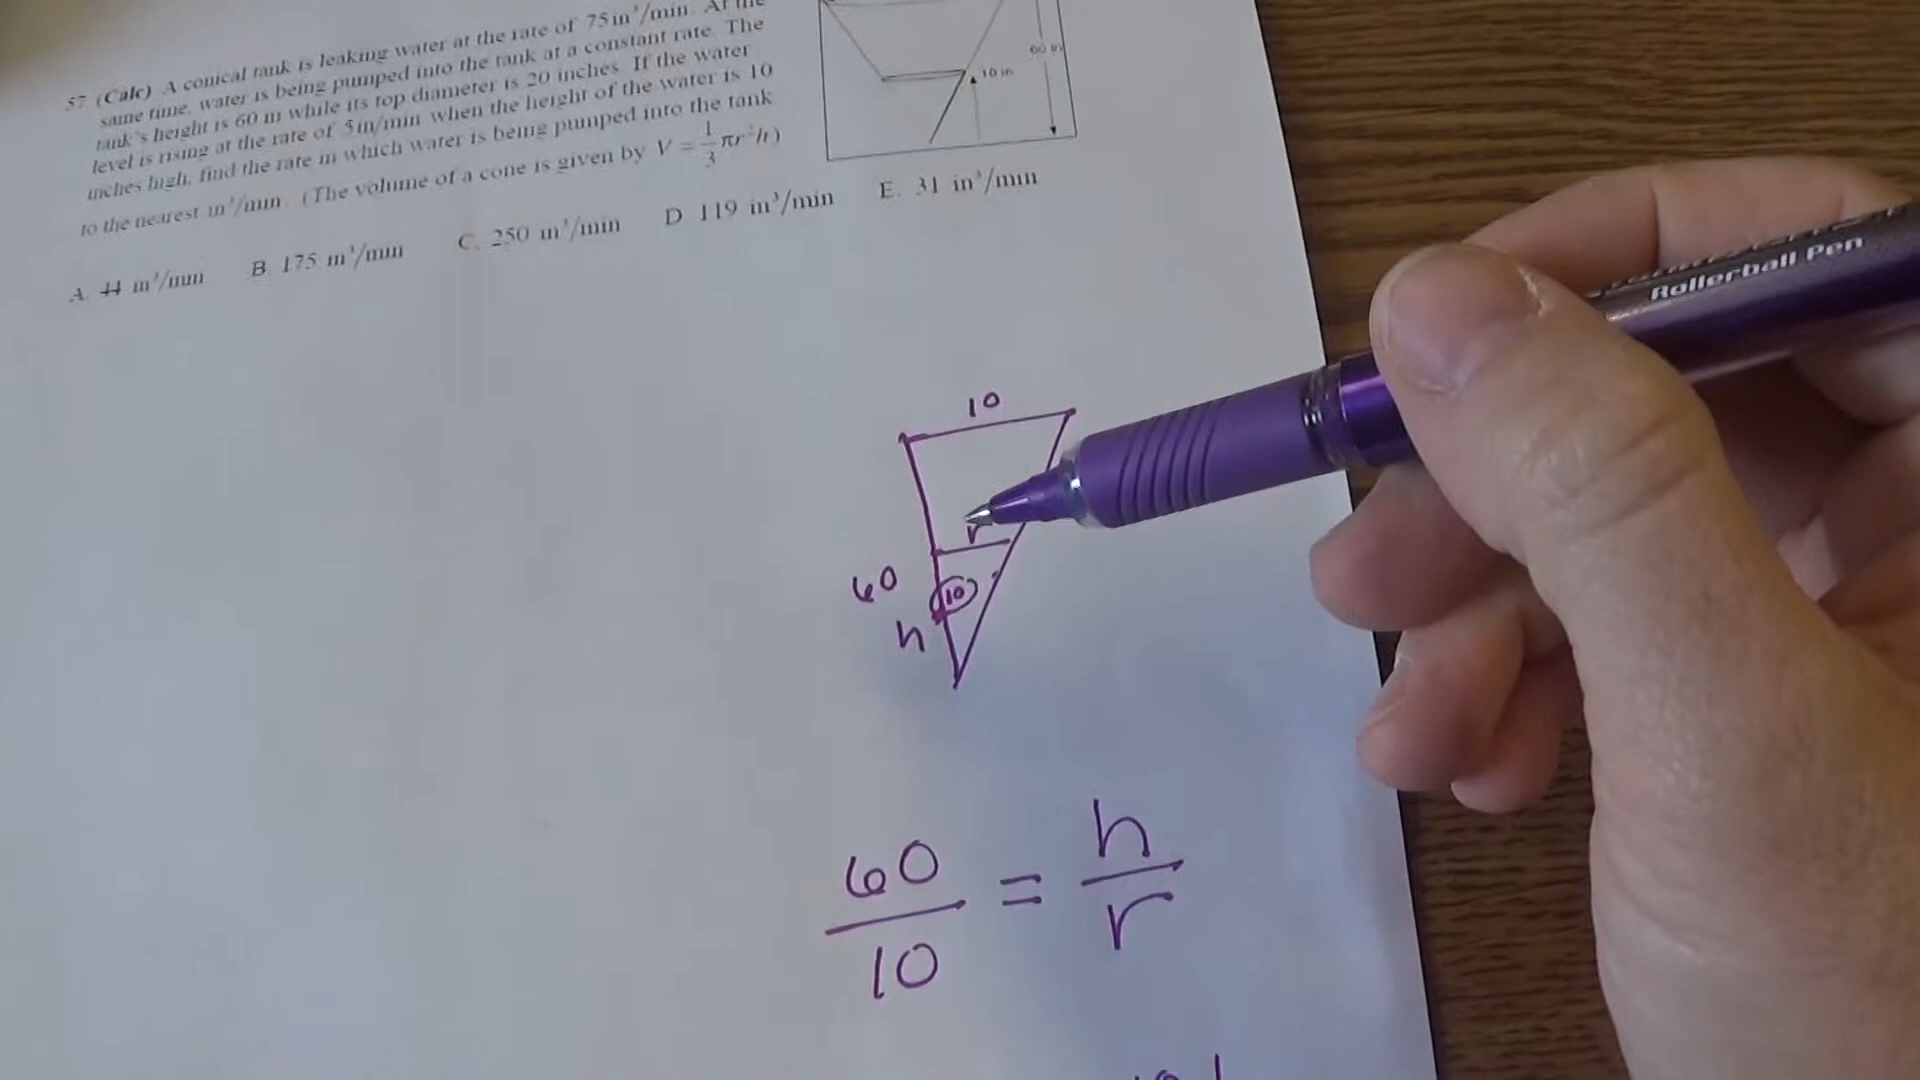 57. (Calc) A conical tank is leaking water at the rate of 75 in³/min. At the
same time, water is being pumped into the tank at a constant rate. The
tank's height is 60 in while its top diameter is 20 inches. If the water
level is rising at the rate of 5 in/min when the height of the water is 10
inches high, find the rate in which water is being pumped into the tank
to the nearest in³/min. (The volume of a cone is given by V = 1/3 πr²h)
60 in
10 in
A. 44 in³/min B. 175 in³/min C. 250 in³/min D. 119 in³/min E. 31 in³/min
Rollerball Pen
10
r
60
10
h
60/10 = h/r